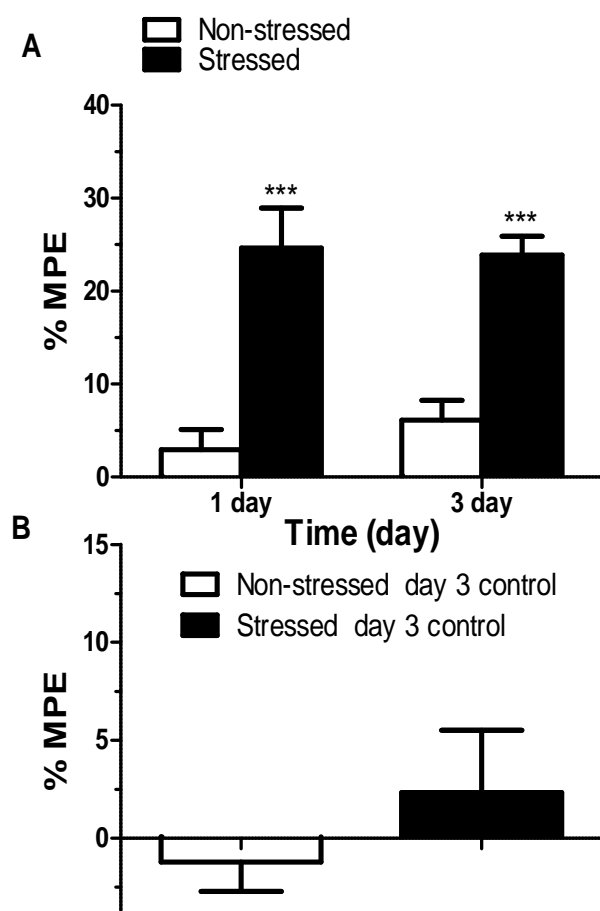 A
Non-stressed
Stressed
40
30
20
10
0
% MPE
***
***
1 day
3 day
Time (day)
B
15
10
5
0
% MPE
Non-stressed day 3 control
Stressed day 3 control